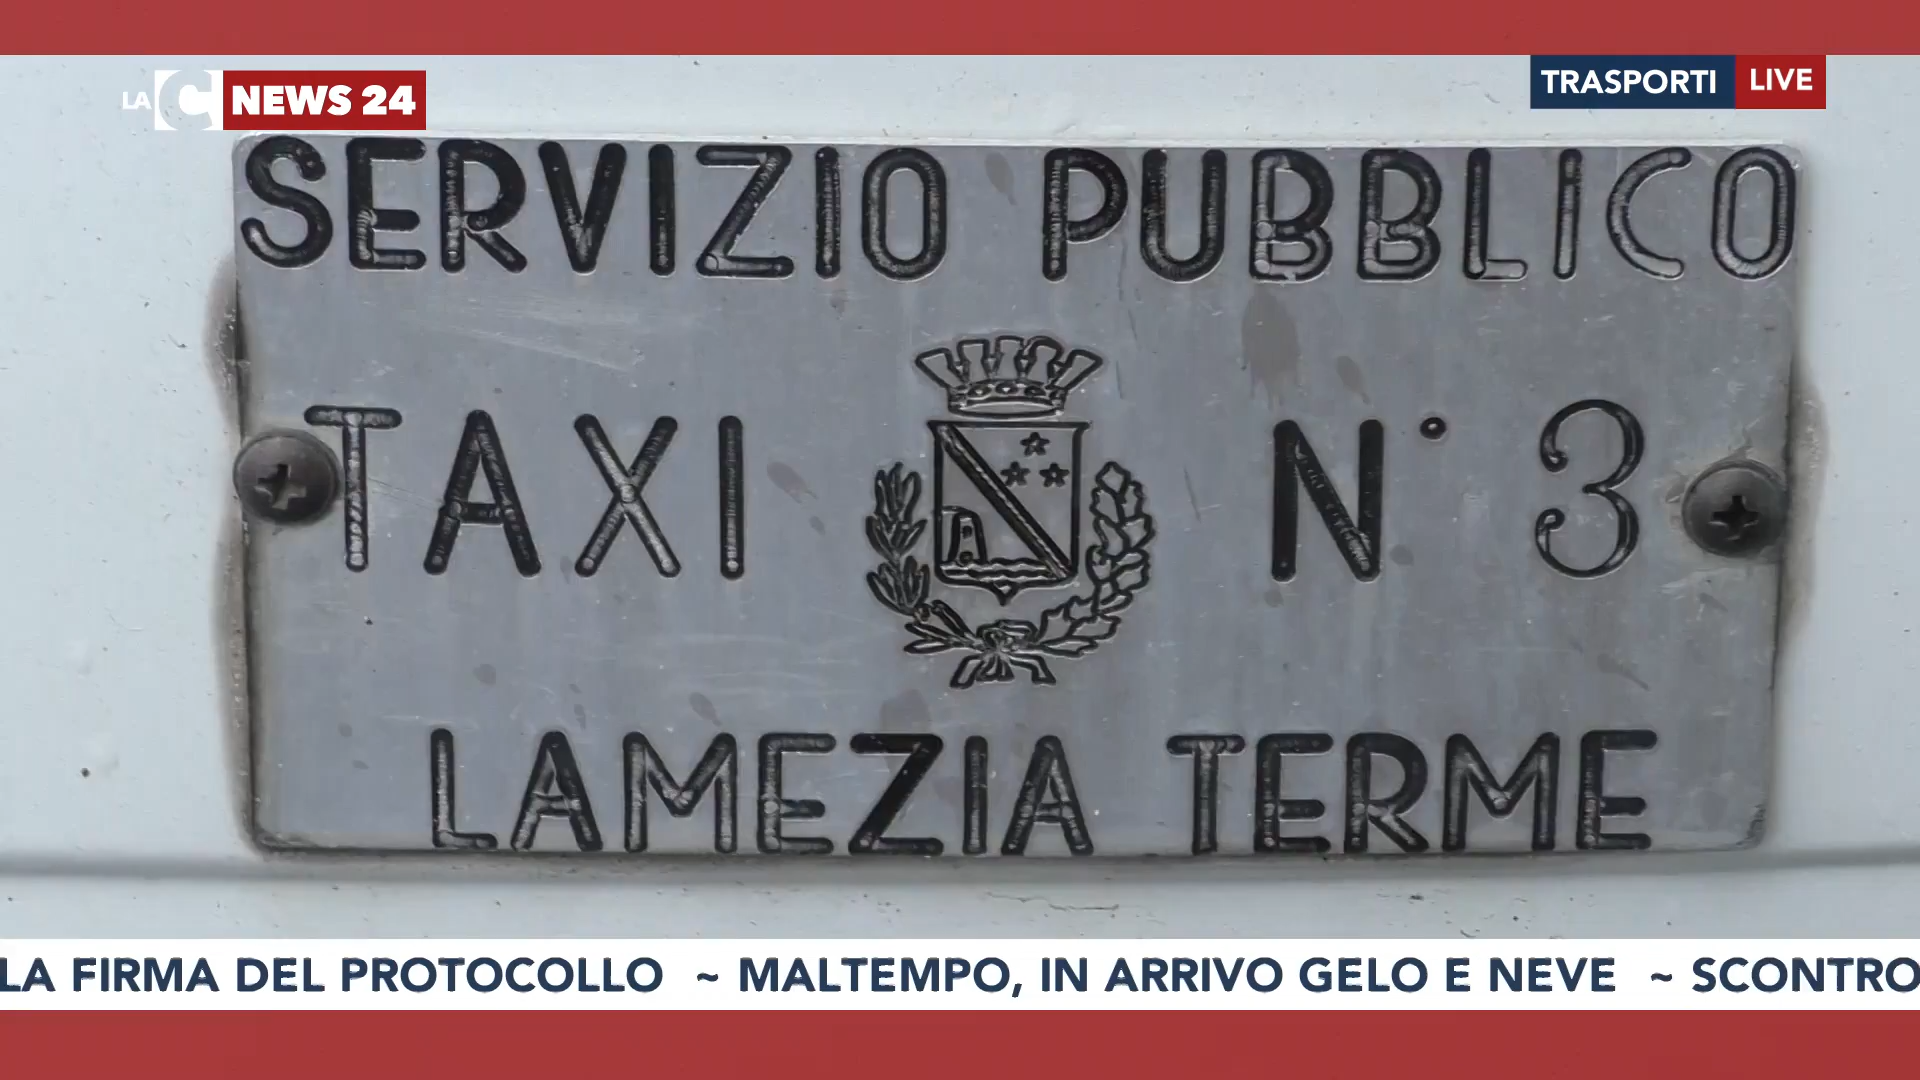 LA C NEWS 24
TRASPORTI LIVE
SERVIZIO PUBBLICO
TAXI N° 3
LAMEZIA TERME
LA FIRMA DEL PROTOCOLLO ~ MALTEMPO, IN ARRIVO GELO E NEVE ~ SCONTRO